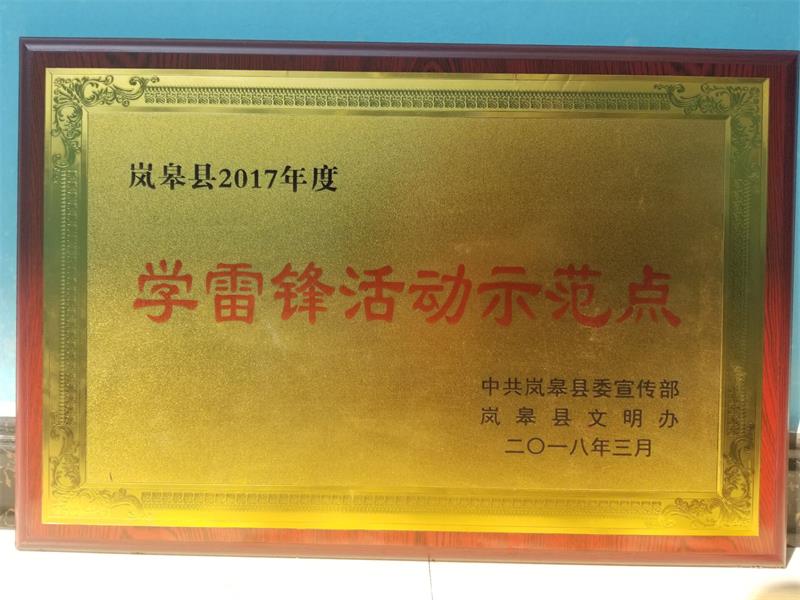 岚皋县2017年度
学雷锋活动示范点
中共岚皋县委宣传部
岚皋县文明办
二〇一八年三月